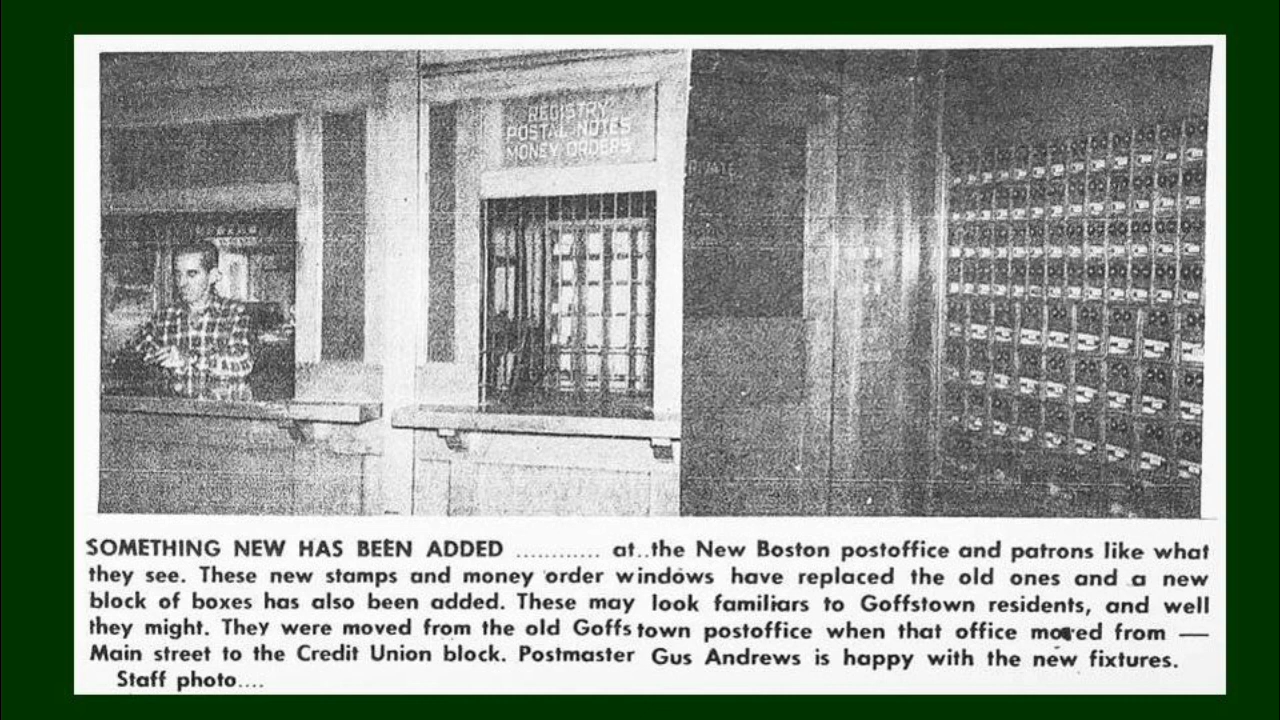 REGISTRY
POSTAL NOTES
MONEY ORDERS
SOMETHING NEW HAS BEEN ADDED ............ at..the New Boston postoffice and patrons like what
they see. These new stamps and money order windows have replaced the old ones and a new
block of boxes has also been added. These may look familiars to Goffstown residents, and well
they might. They were moved from the old Goffstown postoffice when that office moved from —
Main street to the Credit Union block. Postmaster Gus Andrews is happy with the new fixtures.
Staff photo....